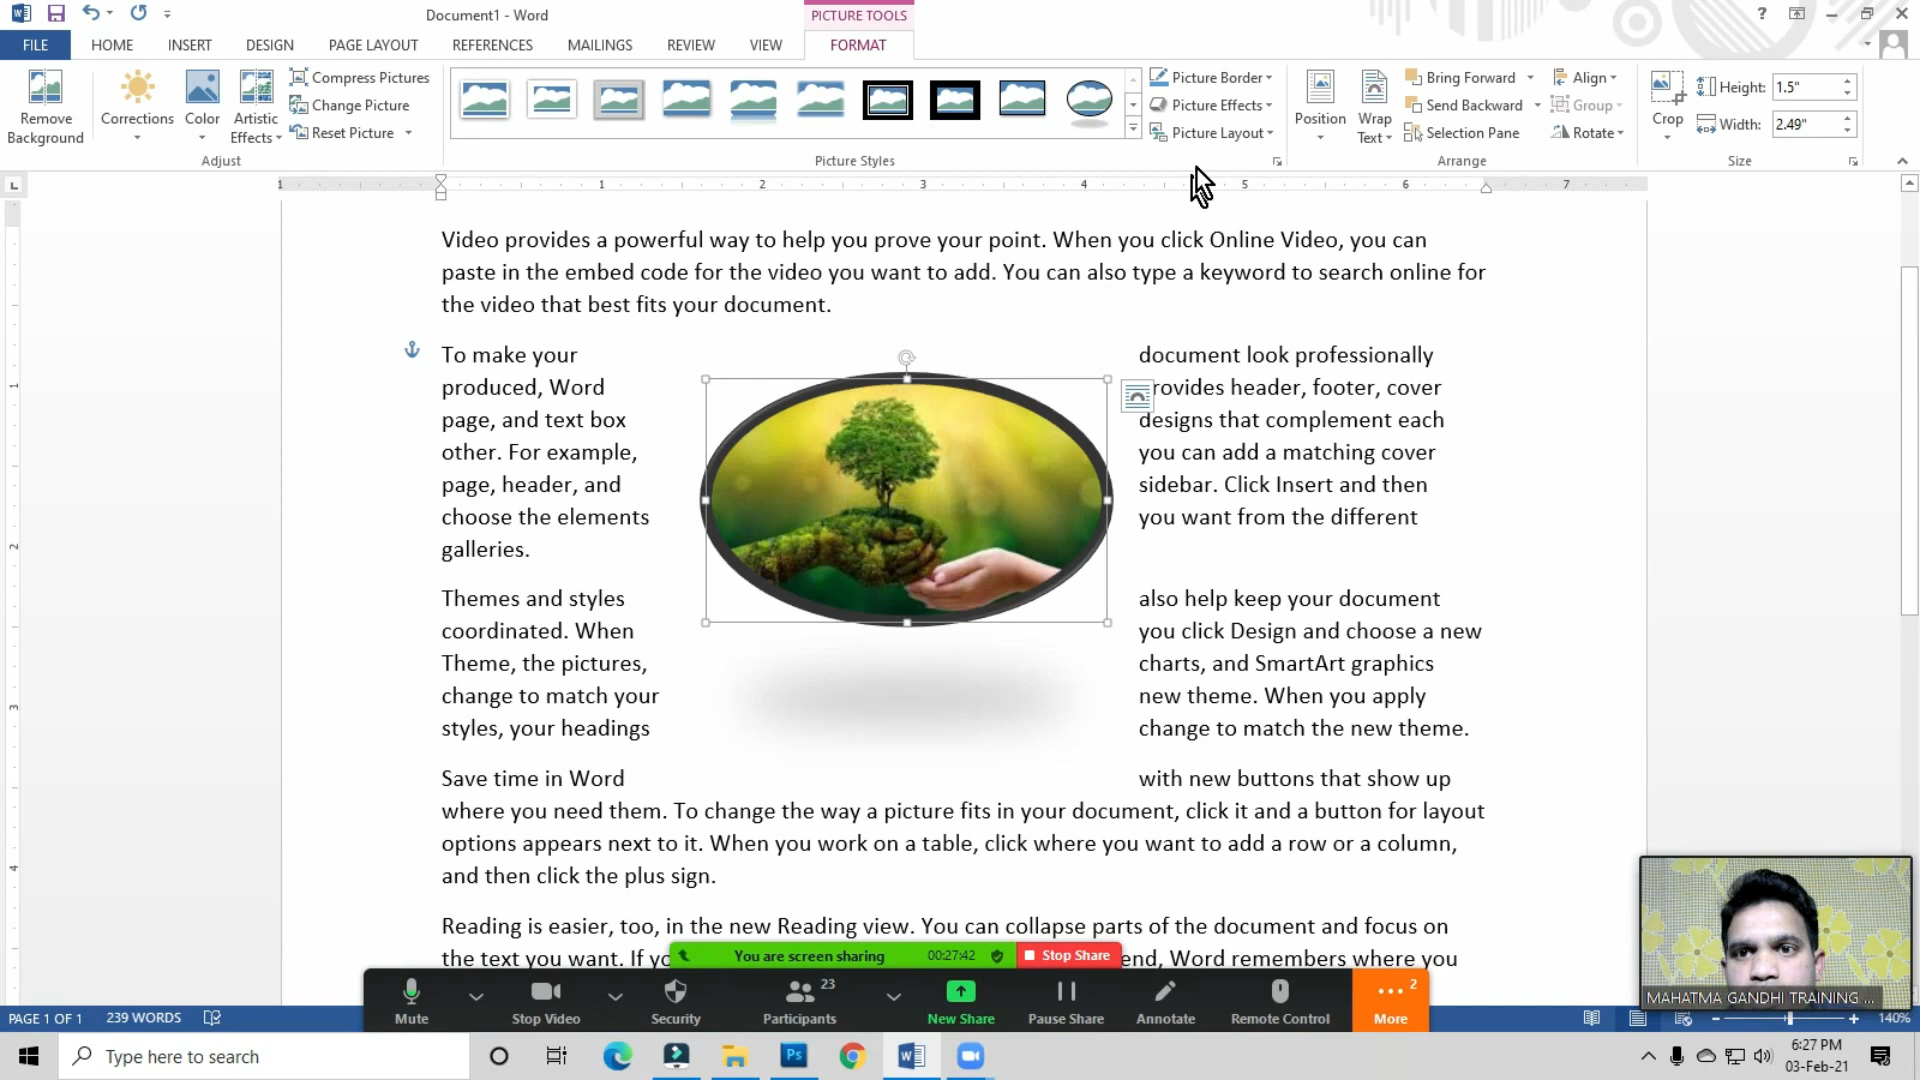 Document1 - Word
PICTURE TOOLS
FILE HOME INSERT DESIGN PAGE LAYOUT REFERENCES MAILINGS REVIEW VIEW FORMAT
Remove Background
Corrections
Color
Artistic Effects
Compress Pictures
Change Picture
Reset Picture
Adjust
Picture Styles
Picture Border
Picture Effects
Picture Layout
Position
Wrap Text
Bring Forward
Send Backward
Selection Pane
Align
Group
Rotate
Arrange
Crop
Height: 1.5"
Width: 2.49"
Size
1 1 2 3 4 5 6 7
Video provides a powerful way to help you prove your point. When you click Online Video, you can
paste in the embed code for the video you want to add. You can also type a keyword to search online for
the video that best fits your document.
To make your document look professionally
produced, Word rovides header, footer, cover
page, and text box designs that complement each
other. For example, you can add a matching cover
page, header, and sidebar. Click Insert and then
choose the elements you want from the different
galleries.
Themes and styles also help keep your document
coordinated. When you click Design and choose a new
Theme, the pictures, charts, and SmartArt graphics
change to match your new theme. When you apply
styles, your headings change to match the new theme.
Save time in Word with new buttons that show up
where you need them. To change the way a picture fits in your document, click it and a button for layout
options appears next to it. When you work on a table, click where you want to add a row or a column,
and then click the plus sign.
Reading is easier, too, in the new Reading view. You can collapse parts of the document and focus on
the text you want. If yo end, Word remembers where you
1
2
3
4
You are screen sharing 00:27:42 Stop Share
Mute
Stop Video
Security
Participants 23
New Share
Pause Share
Annotate
Remote Control
More 2
MAHATMA GANDHI TRAINING ...
PAGE 1 OF 1 239 WORDS 140%
Type here to search
Ps
6:27 PM
03-Feb-21